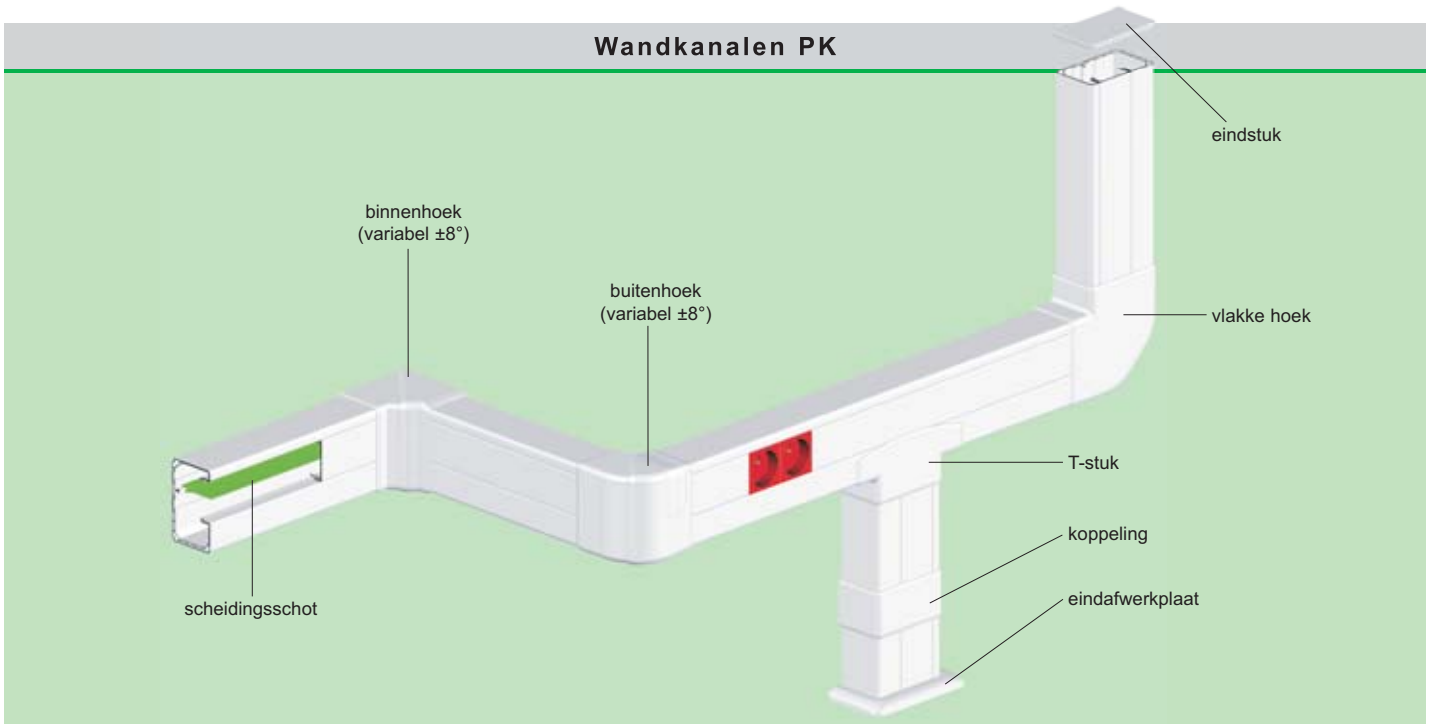 Wandkanalen PK
eindstuk
binnenhoek
(variabel ±8°)
buitenhoek
(variabel ±8°)
vlakke hoek
T-stuk
koppeling
eindafwerkplaat
scheidingsschot